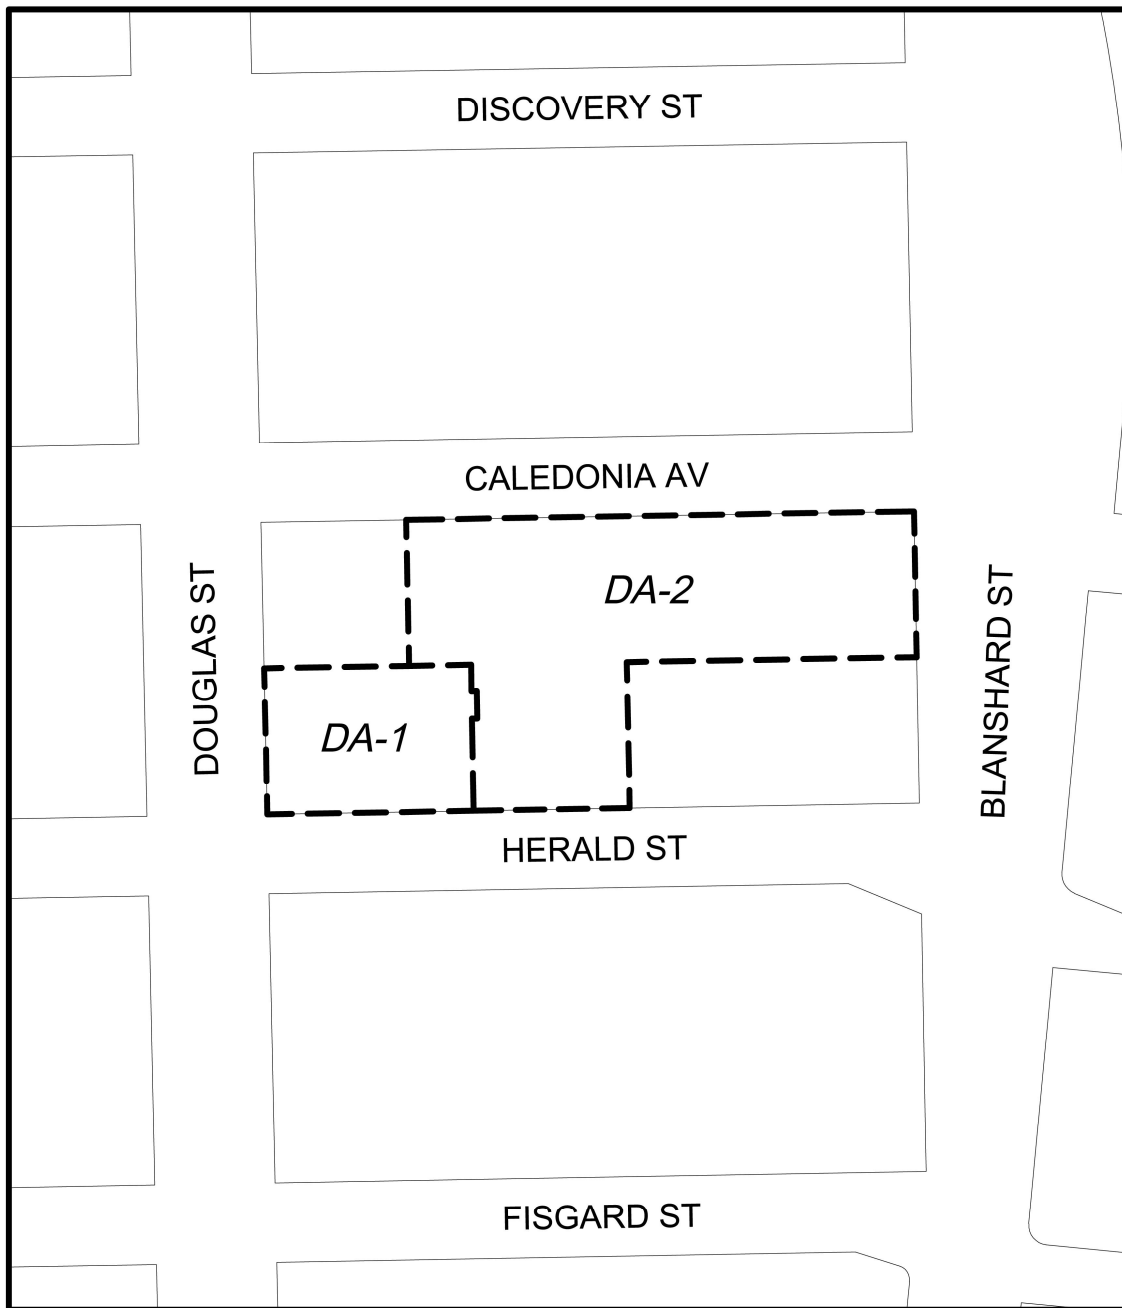 DISCOVERY ST
CALEDONIA AV
DOUGLAS ST
DA-2
BLANSHARD ST
DA-1
HERALD ST
FISGARD ST